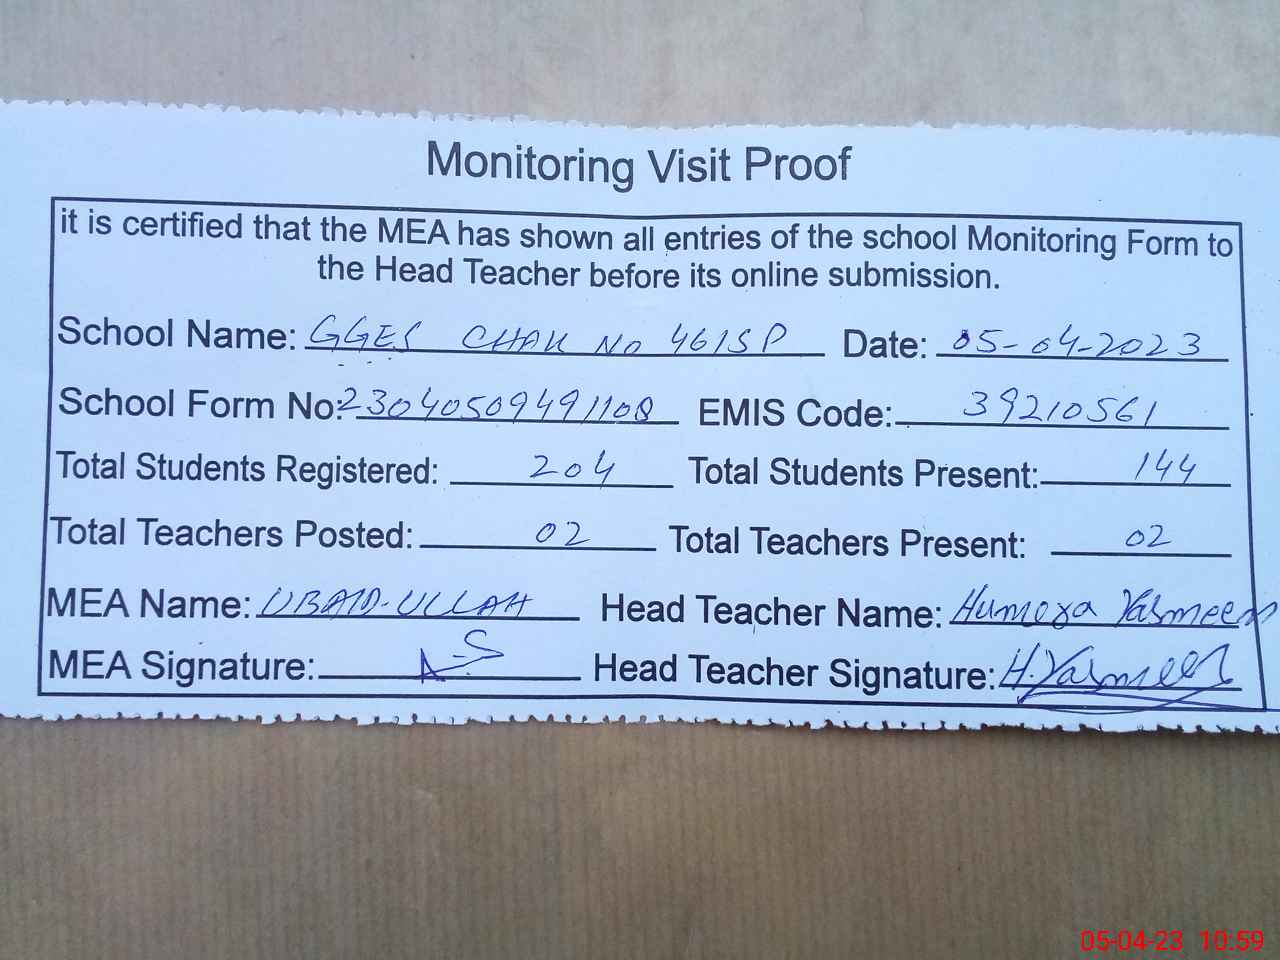 Monitoring Visit Proof
it is certified that the MEA has shown all entries of the school Monitoring Form to
the Head Teacher before its online submission.
School Name: GGES CHAK No 461SP Date: 05-04-2023
School Form No: 23040509491108 EMIS Code: 39210561
Total Students Registered: 204 Total Students Present: 144
Total Teachers Posted: 02 Total Teachers Present: 02
MEA Name: UBAID-ULLAH Head Teacher Name: Humera Yasmeen
MEA Signature: Head Teacher Signature: H.Yasmeen
05-04-23 10:59